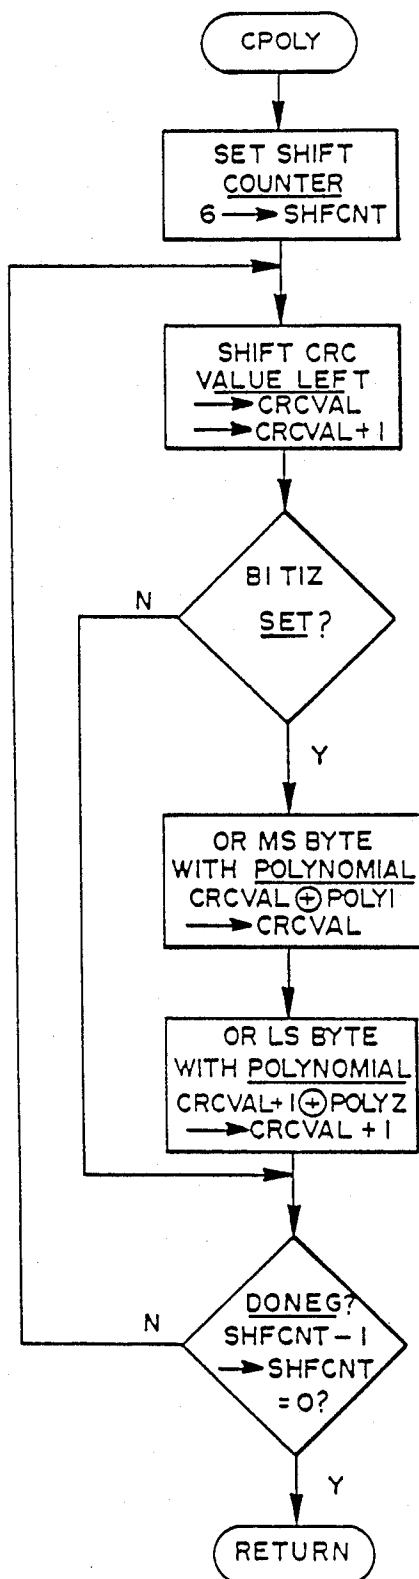 CPOLY
SET SHIFT
COUNTER
6 → SHFCNT
SHIFT CRC
VALUE LEFT
→ CRCVAL
→ CRCVAL+1
BITIZ
SET?
N
Y
OR MS BYTE
WITH POLYNOMIAL
CRCVAL ⊕ POLY1
→ CRCVAL
OR LS BYTE
WITH POLYNOMIAL
CRCVAL+1 ⊕ POLYZ
→ CRCVAL +1
N
DONEG?
SHFCNT-1
→ SHFCNT
=0?
Y
RETURN